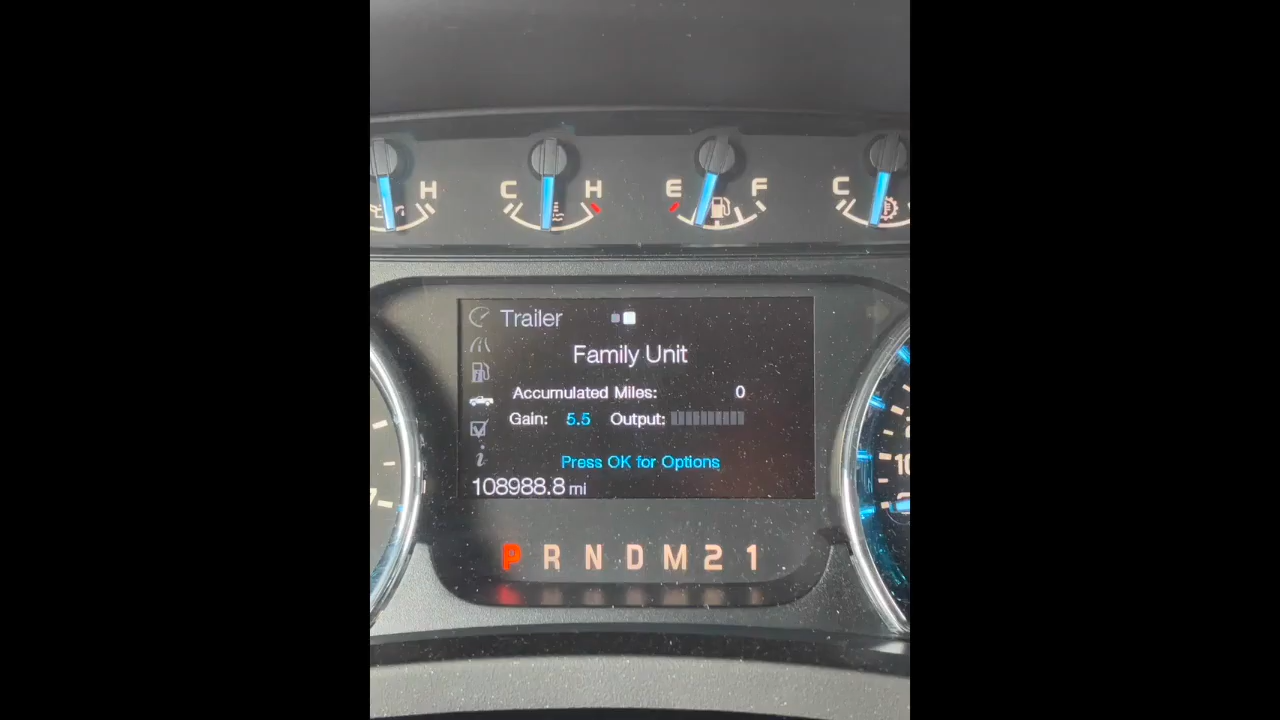 H C H E F C
Trailer
Family Unit
Accumulated Miles: 0
Gain: 5.5 Output:
Press OK for Options
108988.8 mi
P R N D M 2 1